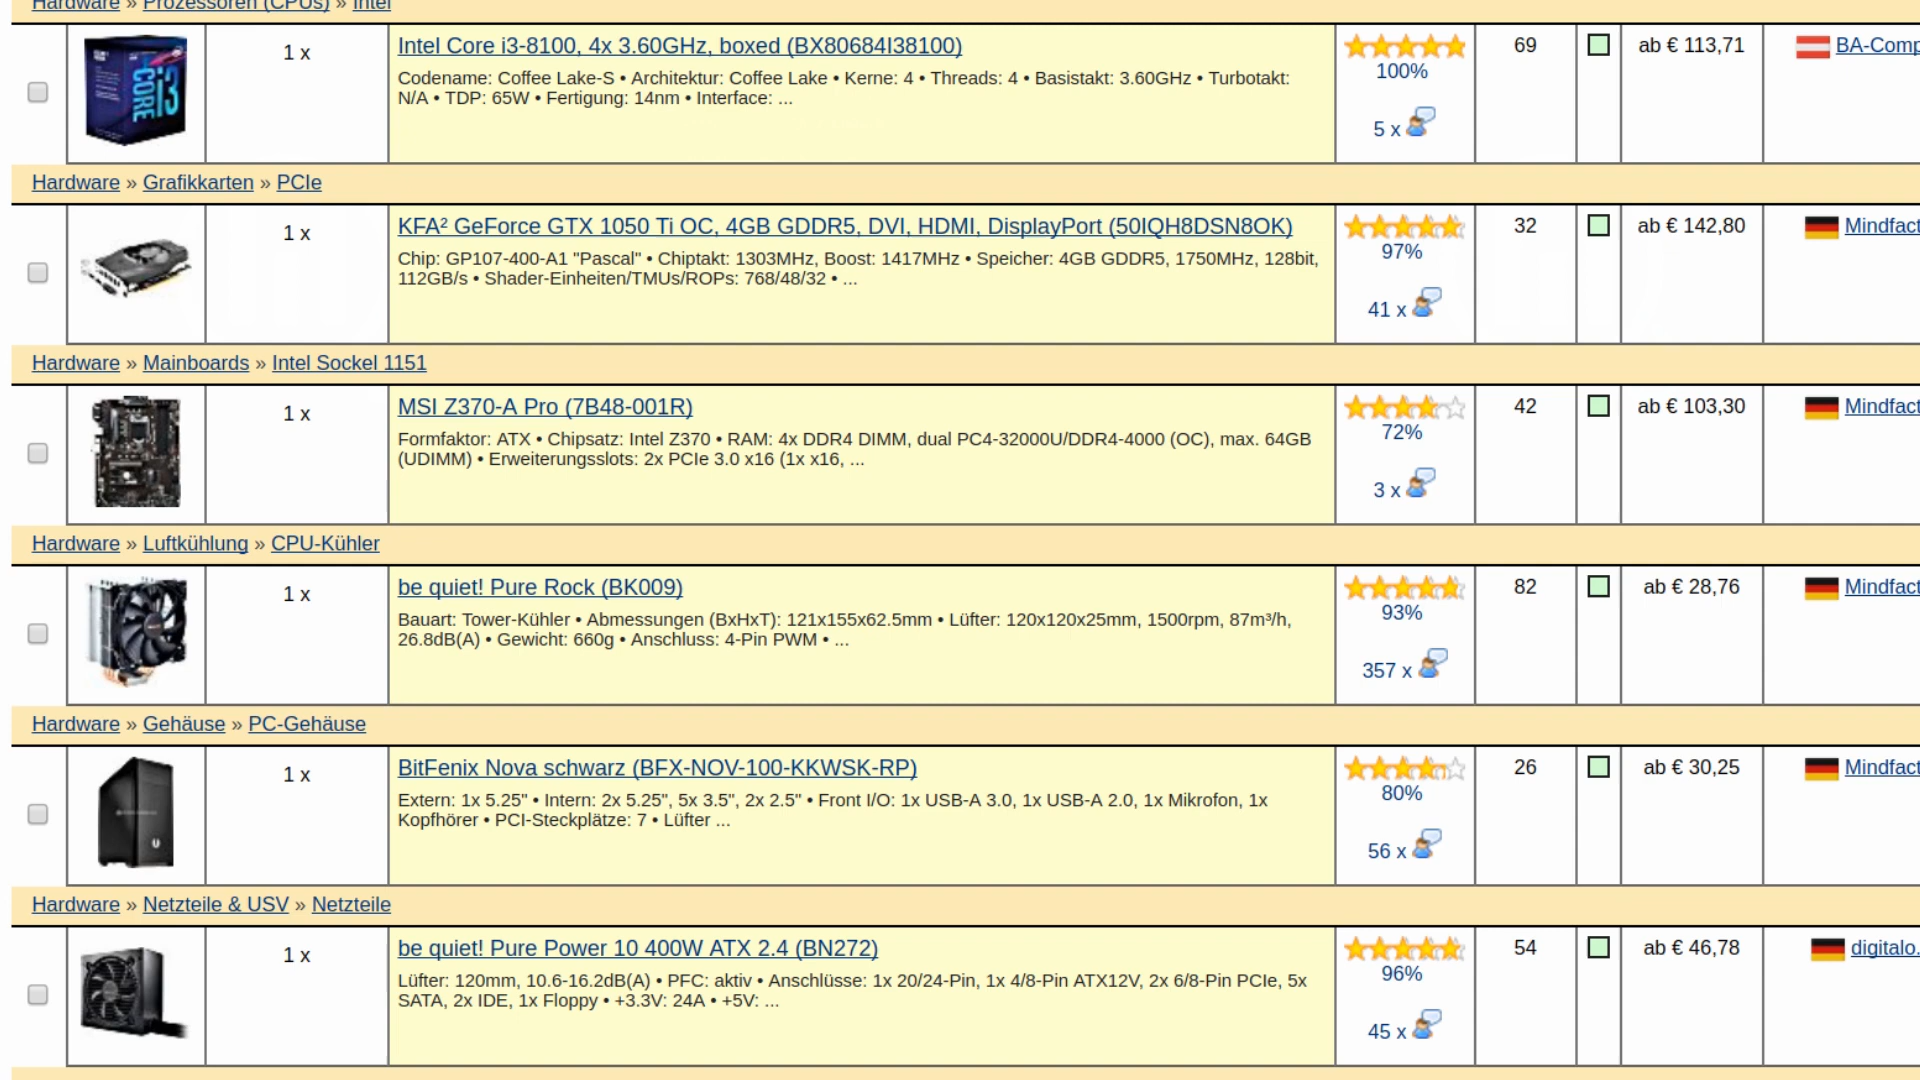 Hardware » Prozessoren (CPUs) » Intel
1 x
Intel Core i3-8100, 4x 3.60GHz, boxed (BX80684I38100)
Codename: Coffee Lake-S • Architektur: Coffee Lake • Kerne: 4 • Threads: 4 • Basistakt: 3.60GHz • Turbotakt:
N/A • TDP: 65W • Fertigung: 14nm • Interface: ...
100%
5 x
69
ab € 113,71
BA-Comp
CORE i3
Hardware » Grafikkarten » PCIe
1 x
KFA² GeForce GTX 1050 Ti OC, 4GB GDDR5, DVI, HDMI, DisplayPort (50IQH8DSN8OK)
Chip: GP107-400-A1 "Pascal" • Chiptakt: 1303MHz, Boost: 1417MHz • Speicher: 4GB GDDR5, 1750MHz, 128bit,
112GB/s • Shader-Einheiten/TMUs/ROPs: 768/48/32 • ...
97%
41 x
32
ab € 142,80
Mindfact
Hardware » Mainboards » Intel Sockel 1151
1 x
MSI Z370-A Pro (7B48-001R)
Formfaktor: ATX • Chipsatz: Intel Z370 • RAM: 4x DDR4 DIMM, dual PC4-32000U/DDR4-4000 (OC), max. 64GB
(UDIMM) • Erweiterungsslots: 2x PCIe 3.0 x16 (1x x16, ...
72%
3 x
42
ab € 103,30
Mindfact
Hardware » Luftkühlung » CPU-Kühler
1 x
be quiet! Pure Rock (BK009)
Bauart: Tower-Kühler • Abmessungen (BxHxT): 121x155x62.5mm • Lüfter: 120x120x25mm, 1500rpm, 87m³/h,
26.8dB(A) • Gewicht: 660g • Anschluss: 4-Pin PWM • ...
93%
357 x
82
ab € 28,76
Mindfact
Hardware » Gehäuse » PC-Gehäuse
1 x
BitFenix Nova schwarz (BFX-NOV-100-KKWSK-RP)
Extern: 1x 5.25" • Intern: 2x 5.25", 5x 3.5", 2x 2.5" • Front I/O: 1x USB-A 3.0, 1x USB-A 2.0, 1x Mikrofon, 1x
Kopfhörer • PCI-Steckplätze: 7 • Lüfter ...
80%
56 x
26
ab € 30,25
Mindfact
Hardware » Netzteile & USV » Netzteile
1 x
be quiet! Pure Power 10 400W ATX 2.4 (BN272)
Lüfter: 120mm, 10.6-16.2dB(A) • PFC: aktiv • Anschlüsse: 1x 20/24-Pin, 1x 4/8-Pin ATX12V, 2x 6/8-Pin PCIe, 5x
SATA, 2x IDE, 1x Floppy • +3.3V: 24A • +5V: ...
96%
45 x
54
ab € 46,78
digitalo.